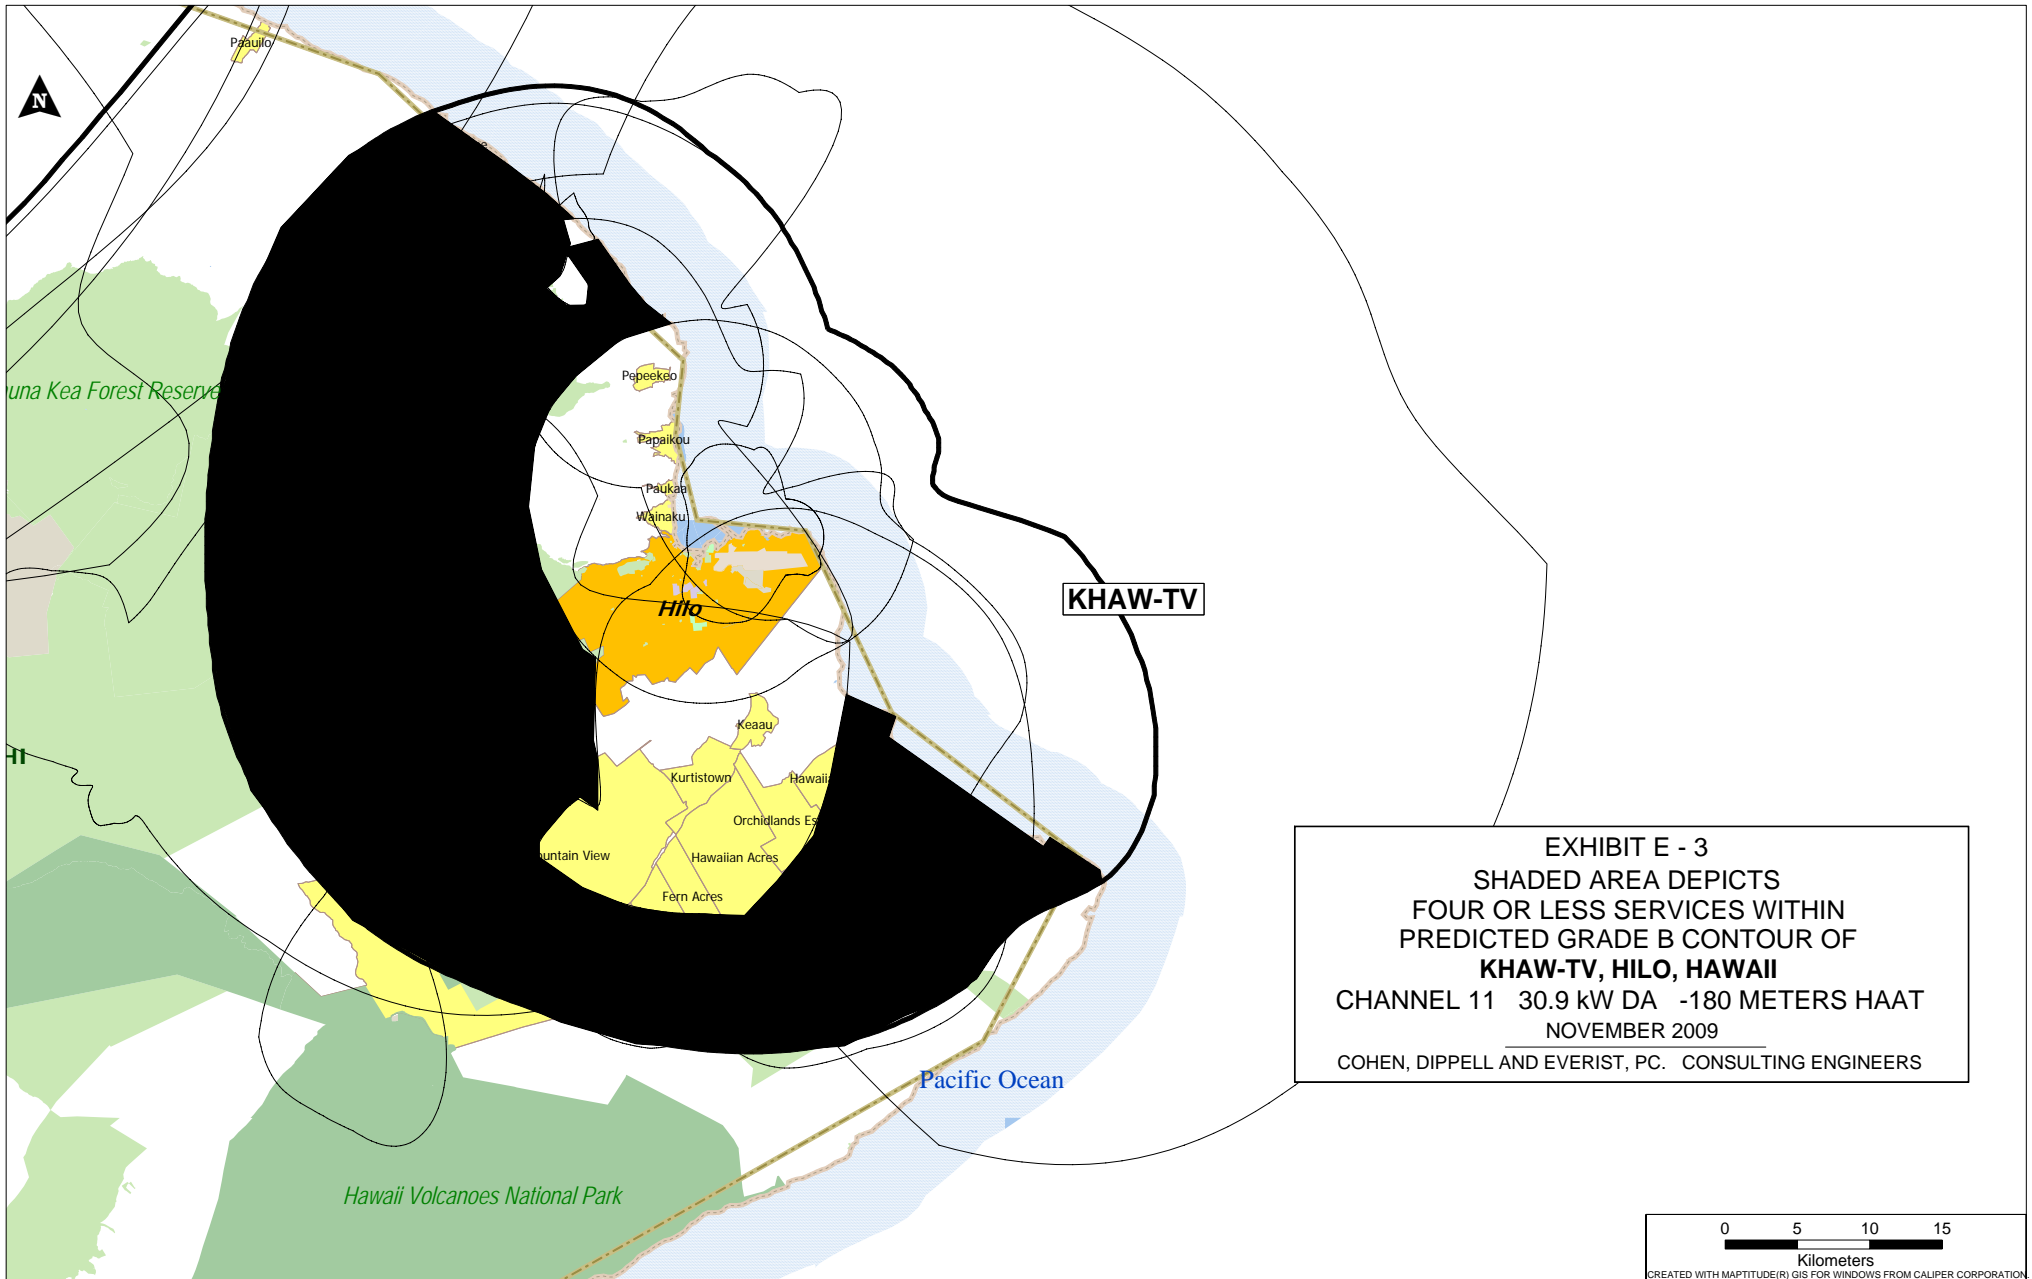 Paauilo
N
Pepeekeo
una Kea Forest Reserve
Papaikou
Paukaa
Wainaku
Hilo
KHAW-TV
Keaau
HI
Kurtistown
Hawaiia
Orchidlands Es
ountain View
Hawaiian Acres
Fern Acres
EXHIBIT E - 3
SHADED AREA DEPICTS
FOUR OR LESS SERVICES WITHIN
PREDICTED GRADE B CONTOUR OF
KHAW-TV, HILO, HAWAII
CHANNEL 11 30.9 kW DA -180 METERS HAAT
NOVEMBER 2009
COHEN, DIPPELL AND EVERIST, PC. CONSULTING ENGINEERS
Pacific Ocean
Hawaii Volcanoes National Park
0 5 10 15
Kilometers
CREATED WITH MAPTITUDE(R) GIS FOR WINDOWS FROM CALIPER CORPORATION